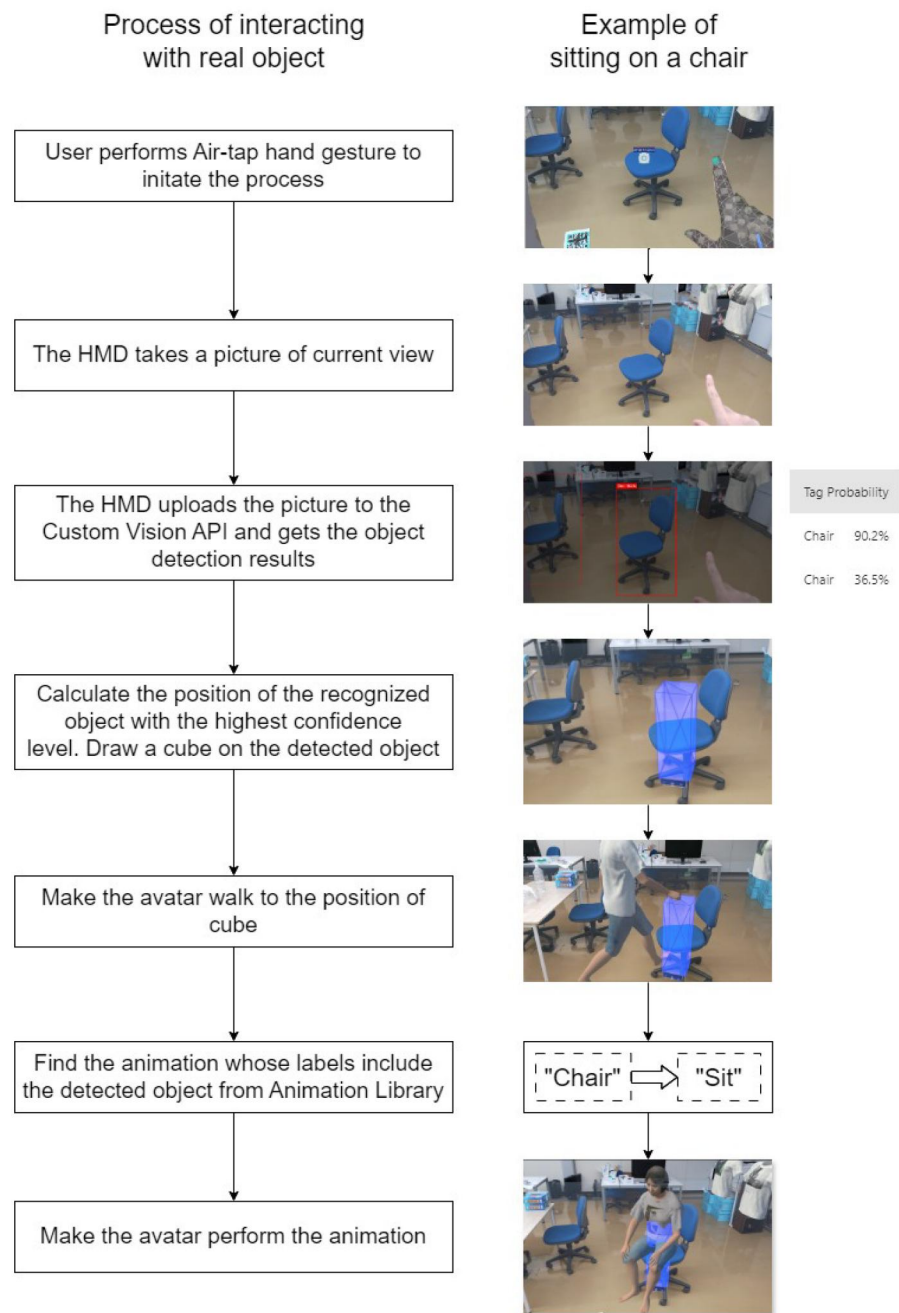 Process of interacting
with real object
Example of
sitting on a chair
User performs Air-tap hand gesture to
initate the process
The HMD takes a picture of current view
The HMD uploads the picture to the
Custom Vision API and gets the object
detection results
Tag Probability
Chair 90.2%
Chair 36.5%
Calculate the position of the recognized
object with the highest confidence
level. Draw a cube on the detected object
Make the avatar walk to the position of
cube
Find the animation whose labels include
the detected object from Animation Library
"Chair" "Sit"
Make the avatar perform the animation